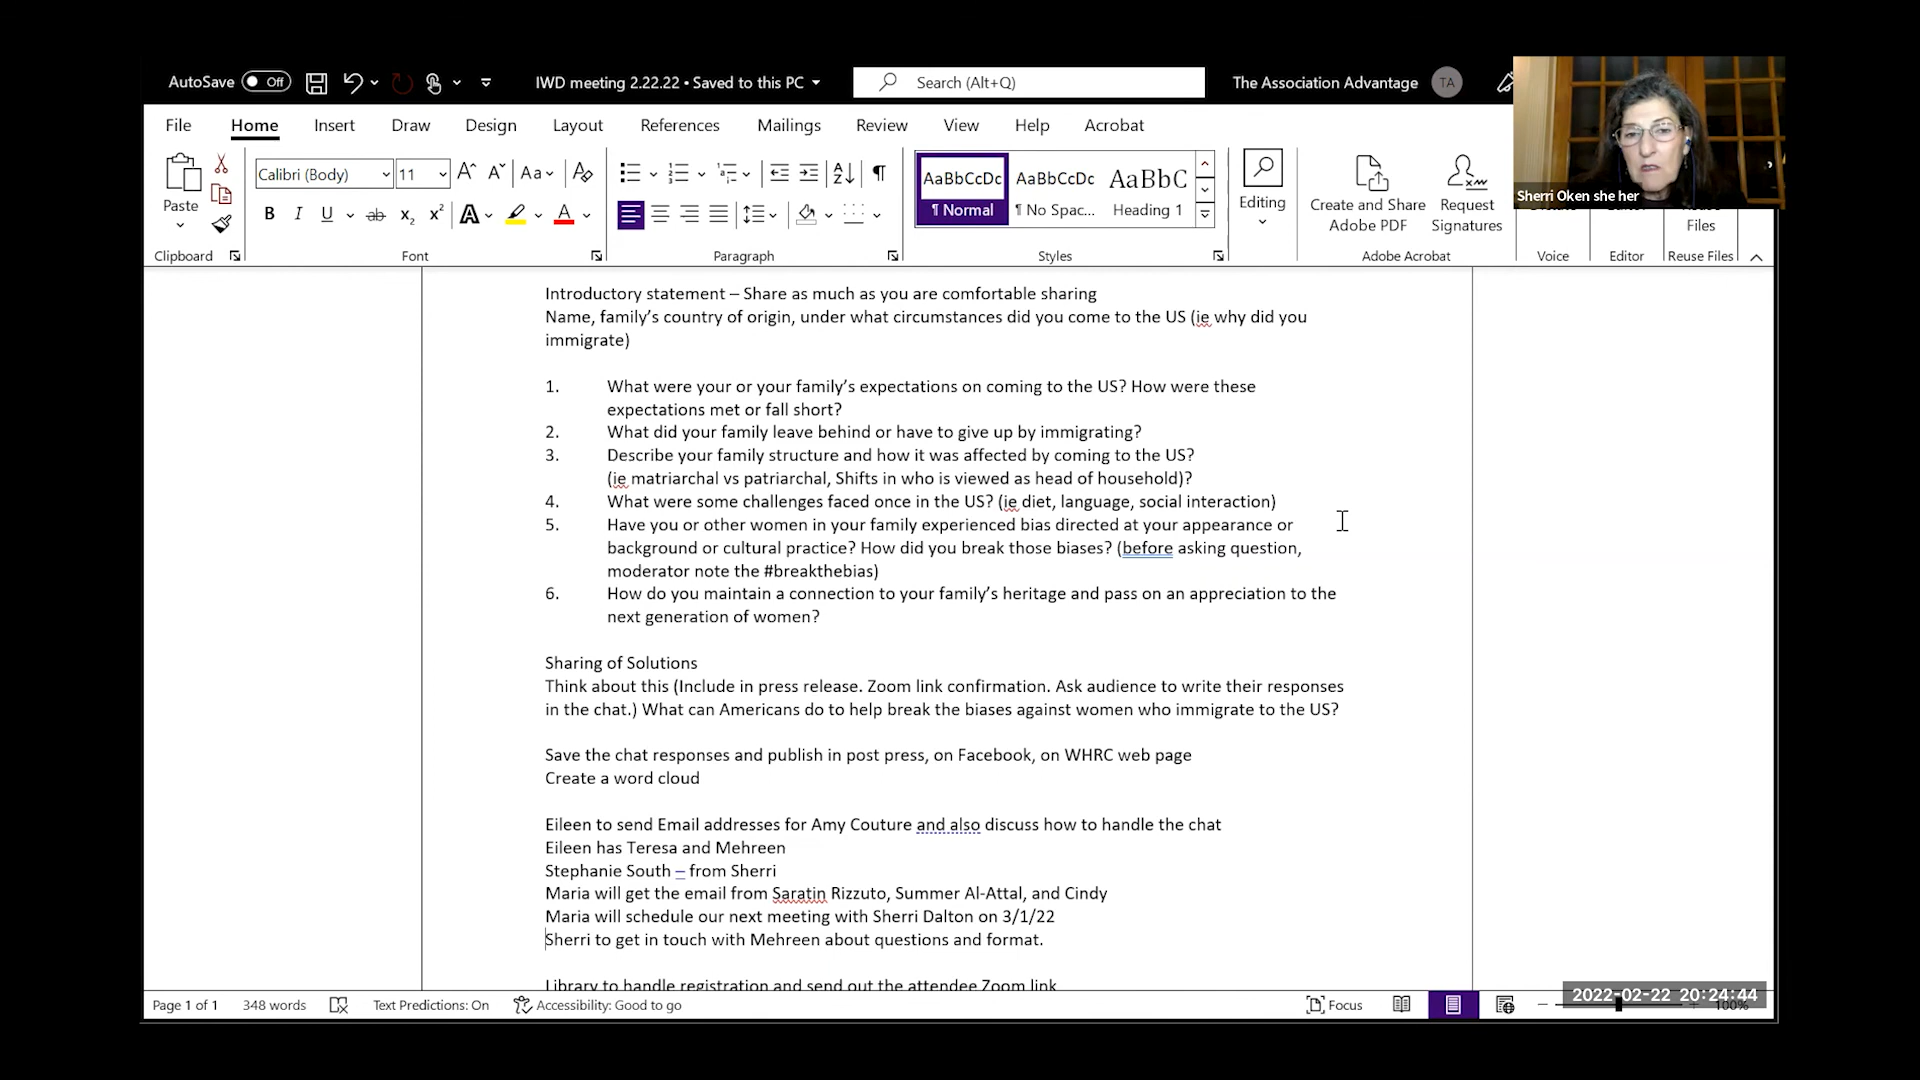 AutoSave Off
IWD meeting 2.22.22 • Saved to this PC
Search (Alt+Q)
The Association Advantage TA
File Home Insert Draw Design Layout References Mailings Review View Help Acrobat
Sherri Oken she her
Paste
Calibri (Body) 11
Aa
B I U ab x₂ x² A A
AaBbCcDc AaBbCcDc AaBbC
¶ Normal ¶ No Spac... Heading 1
Editing
Create and Share Adobe PDF
Request Signatures
Files
Clipboard Font Paragraph Styles Adobe Acrobat Voice Editor Reuse Files
Introductory statement – Share as much as you are comfortable sharing
Name, family’s country of origin, under what circumstances did you come to the US (ie why did you
immigrate)
1. What were your or your family’s expectations on coming to the US? How were these
expectations met or fall short?
2. What did your family leave behind or have to give up by immigrating?
3. Describe your family structure and how it was affected by coming to the US?
(ie matriarchal vs patriarchal, Shifts in who is viewed as head of household)?
4. What were some challenges faced once in the US? (ie diet, language, social interaction)
5. Have you or other women in your family experienced bias directed at your appearance or
background or cultural practice? How did you break those biases? (before asking question,
moderator note the #breakthebias)
6. How do you maintain a connection to your family’s heritage and pass on an appreciation to the
next generation of women?
Sharing of Solutions
Think about this (Include in press release. Zoom link confirmation. Ask audience to write their responses
in the chat.) What can Americans do to help break the biases against women who immigrate to the US?
Save the chat responses and publish in post press, on Facebook, on WHRC web page
Create a word cloud
Eileen to send Email addresses for Amy Couture and also discuss how to handle the chat
Eileen has Teresa and Mehreen
Stephanie South – from Sherri
Maria will get the email from Saratin Rizzuto, Summer Al-Attal, and Cindy
Maria will schedule our next meeting with Sherri Dalton on 3/1/22
Sherri to get in touch with Mehreen about questions and format.
Library to handle registration and send out the attendee Zoom link
Page 1 of 1 348 words Text Predictions: On Accessibility: Good to go Focus 100%
2022-02-22 20:24:44